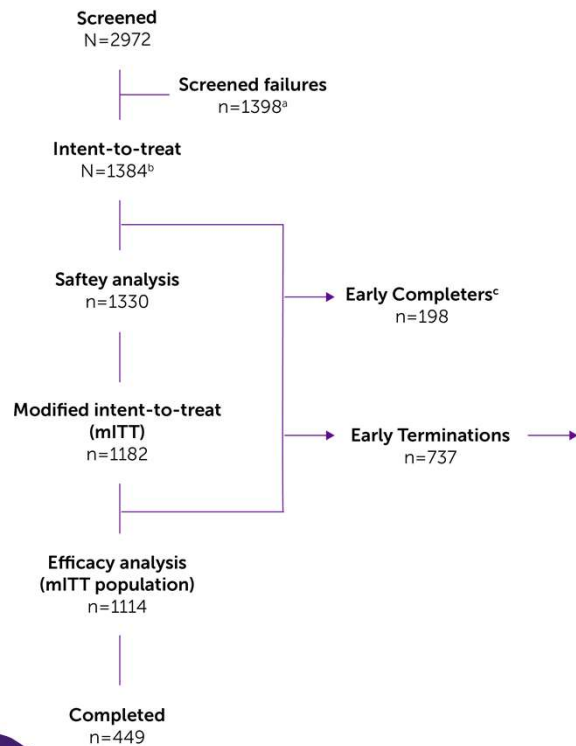 Screened
N=2972
Screened failures
n=1398ᵃ
Intent-to-treat
N=1384ᵇ
Saftey analysis
n=1330
Early Completersᶜ
n=198
Modified intent-to-treat
(mITT)
n=1182
Early Terminations
n=737
Efficacy analysis
(mITT population)
n=1114
Completed
n=449